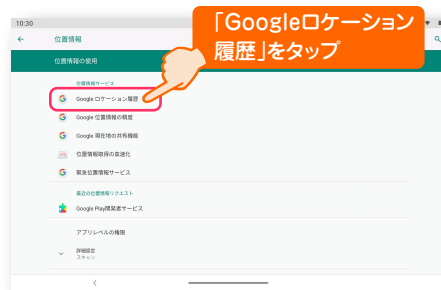 10:30
「Googleロケーション
履歴」をタップ
← 位置情報
位置情報の使用
位置情報サービス
Google ロケーション履歴
Google 位置情報の精度
Google 現在地の共有機能
位置情報取得の高速化
緊急位置情報サービス
最近の位置情報リクエスト
Google Play開発者サービス
アプリレベルの権限
詳細設定
スキャン